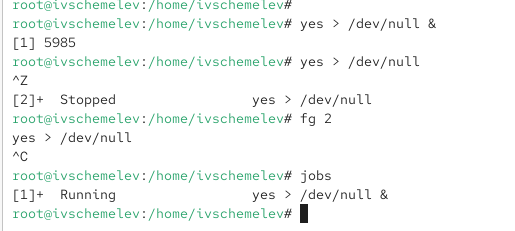 root@ivschemelev:/home/ivschemelev#
root@ivschemelev:/home/ivschemelev# yes > /dev/null &
[1] 5985
root@ivschemelev:/home/ivschemelev# yes > /dev/null
^Z
[2]+  Stopped                 yes > /dev/null
root@ivschemelev:/home/ivschemelev# fg 2
yes > /dev/null
^C
root@ivschemelev:/home/ivschemelev# jobs
[1]+  Running                 yes > /dev/null &
root@ivschemelev:/home/ivschemelev#